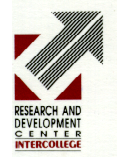 RESEARCH AND
DEVELOPMENT
CENTER
INTERCOLLEGE